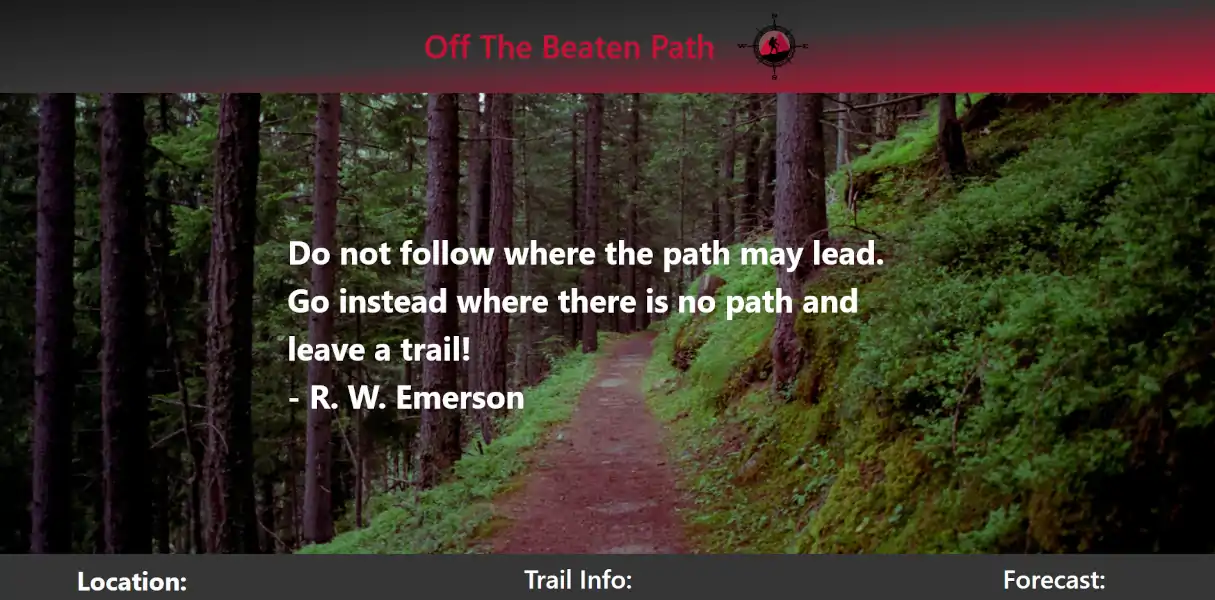 Off The Beaten Path
N
W E
S
Do not follow where the path may lead.
Go instead where there is no path and
leave a trail!
- R. W. Emerson
Location: Trail Info: Forecast: